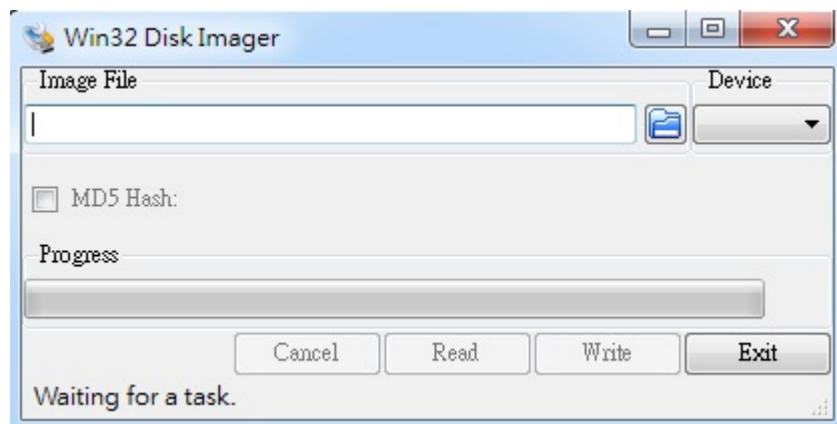 Win32 Disk Imager
Image File
Device
MD5 Hash:
Progress
Cancel Read Write Exit
Waiting for a task.